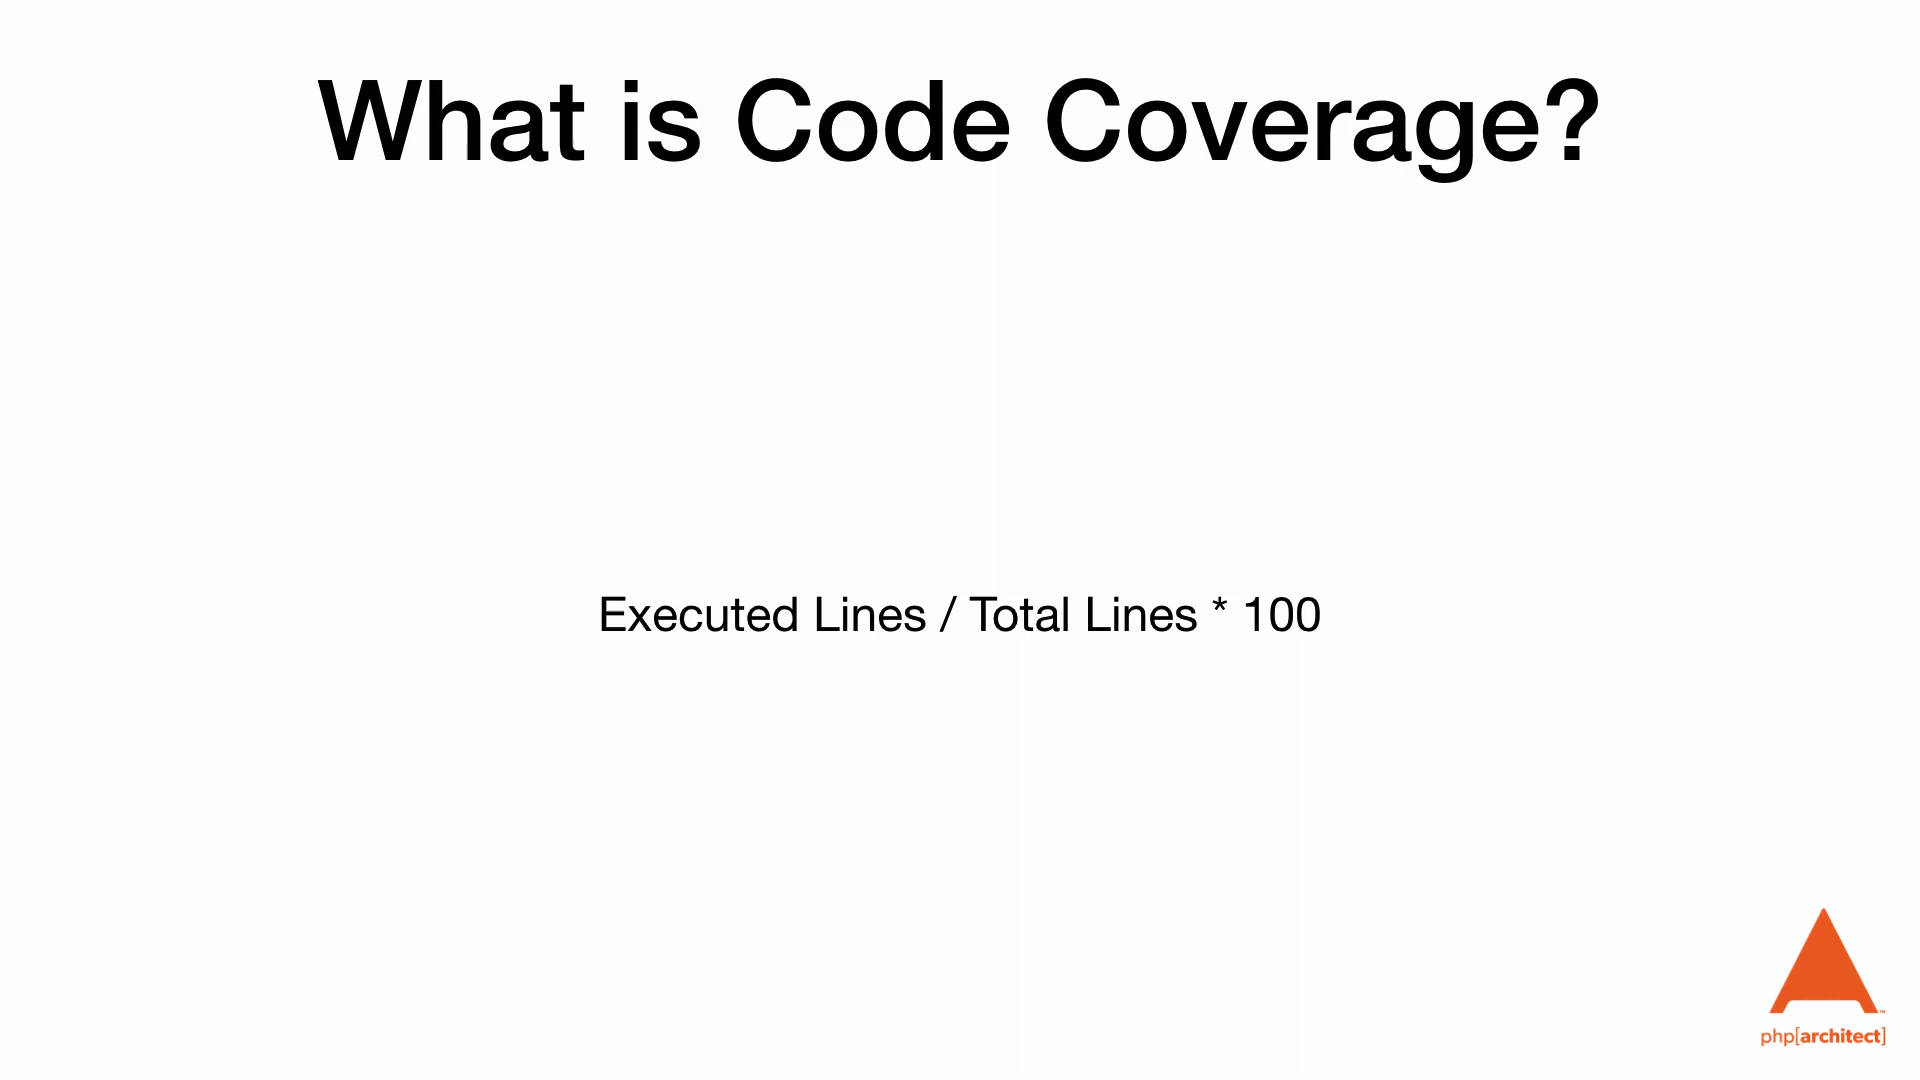 What is Code Coverage?
Executed Lines / Total Lines * 100
php[architect]